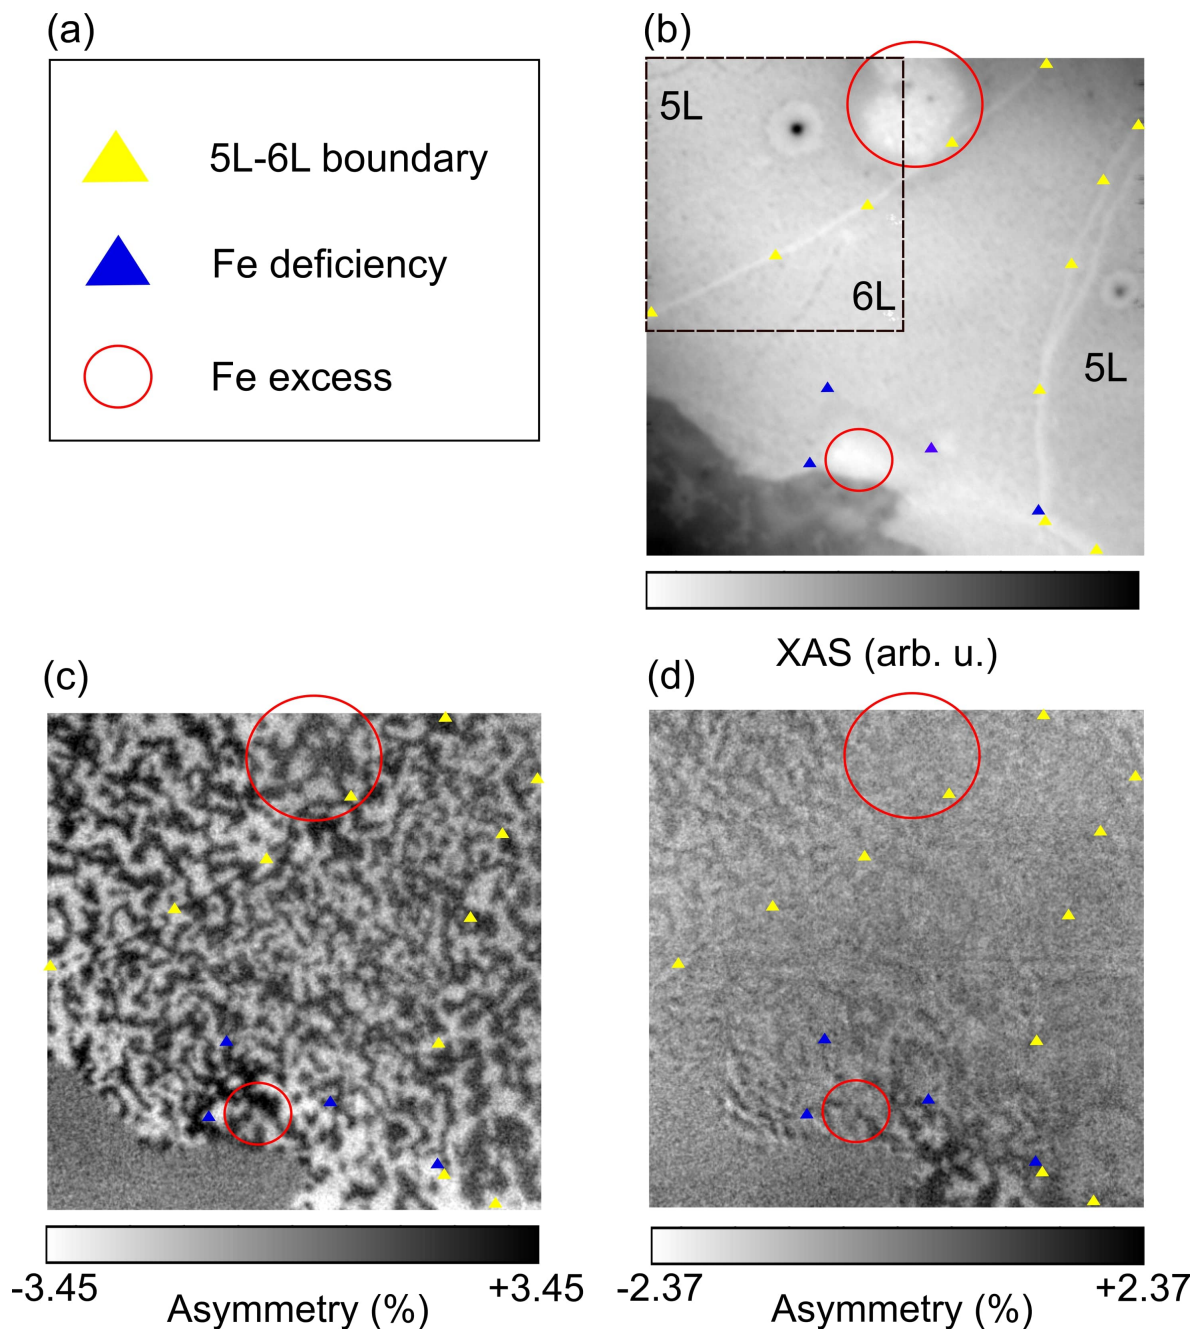 (a)
5L-6L boundary
Fe deficiency
Fe excess
(b)
5L
6L
5L
XAS (arb. u.)
(c)
-3.45 +3.45
Asymmetry (%)
(d)
-2.37 +2.37
Asymmetry (%)